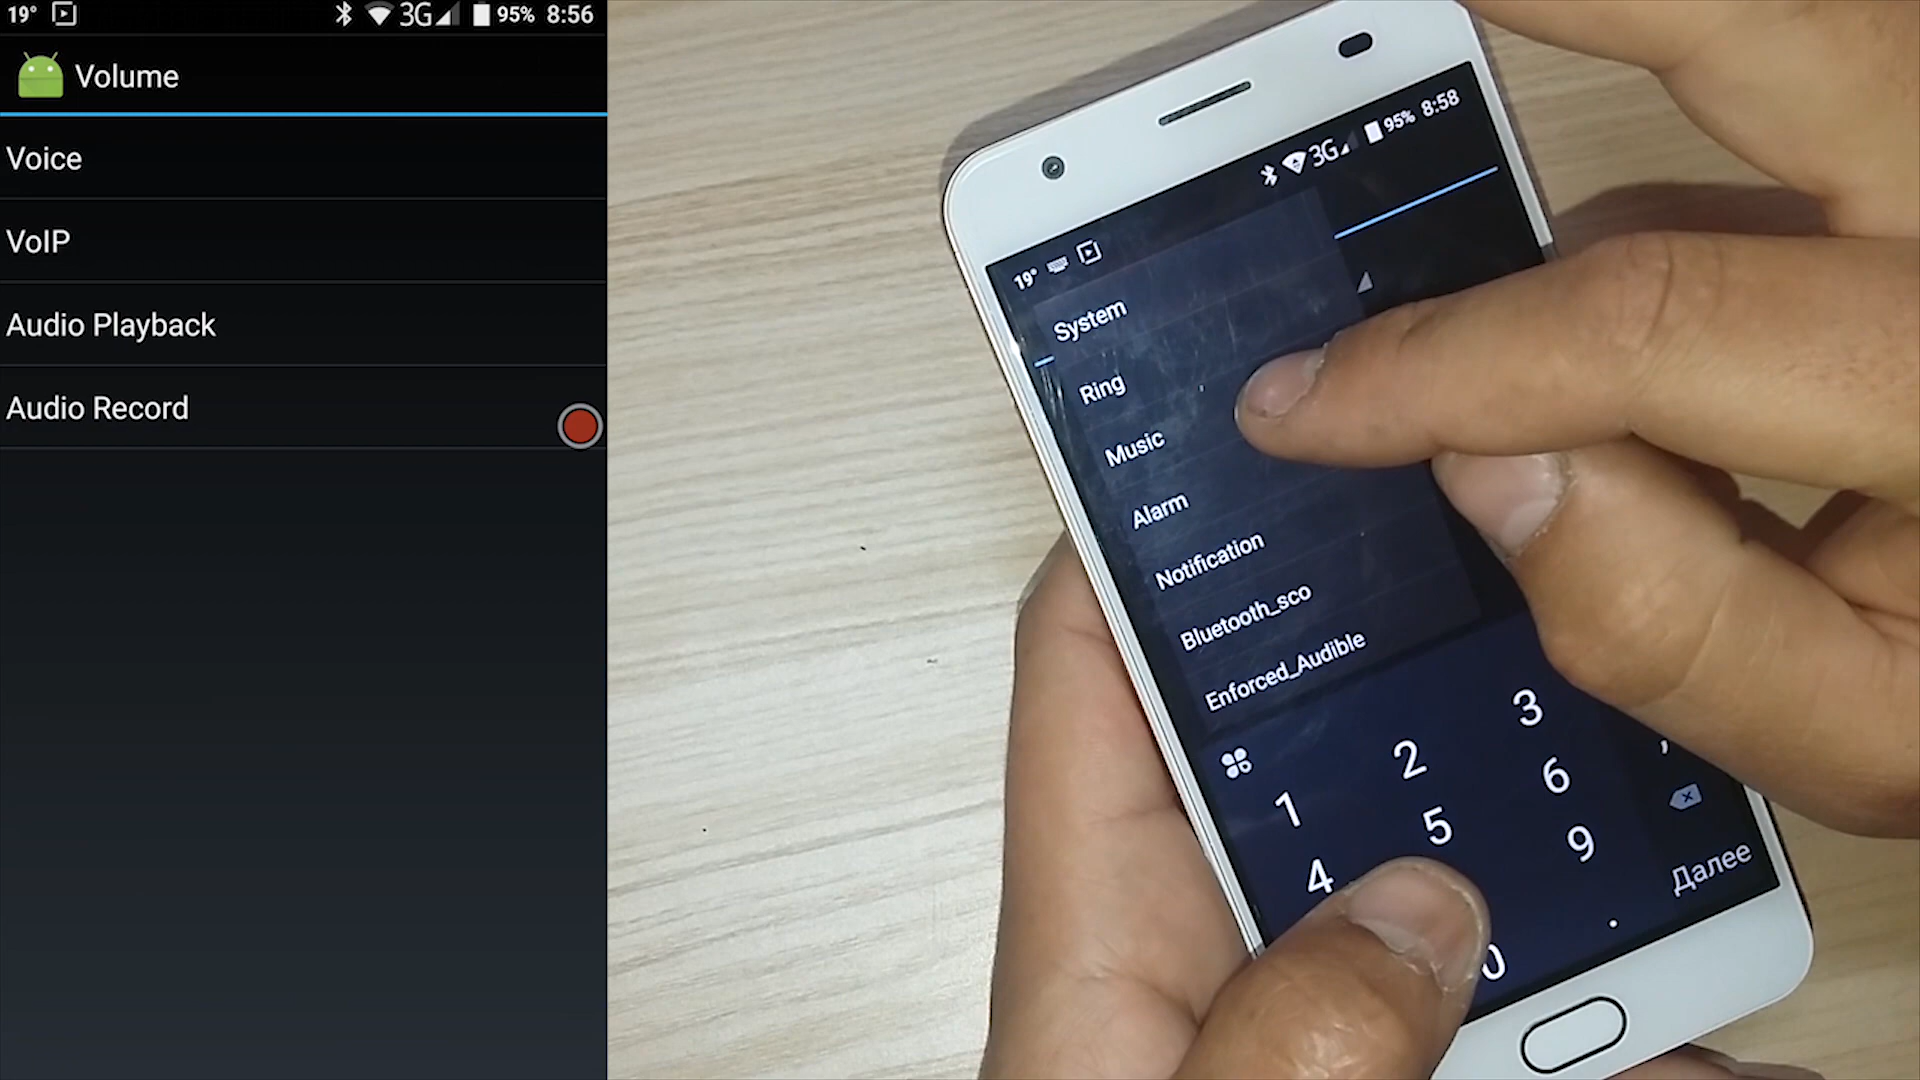 19° 3G 95% 8:56
Volume
Voice
VoIP
Audio Playback
Audio Record
3G 95% 8:58
19°
System
Ring
Music
Alarm
Notification
Bluetooth_sco
Enforced_Audible
1 2 3 ,
4 5 6
9 Далее
0 .